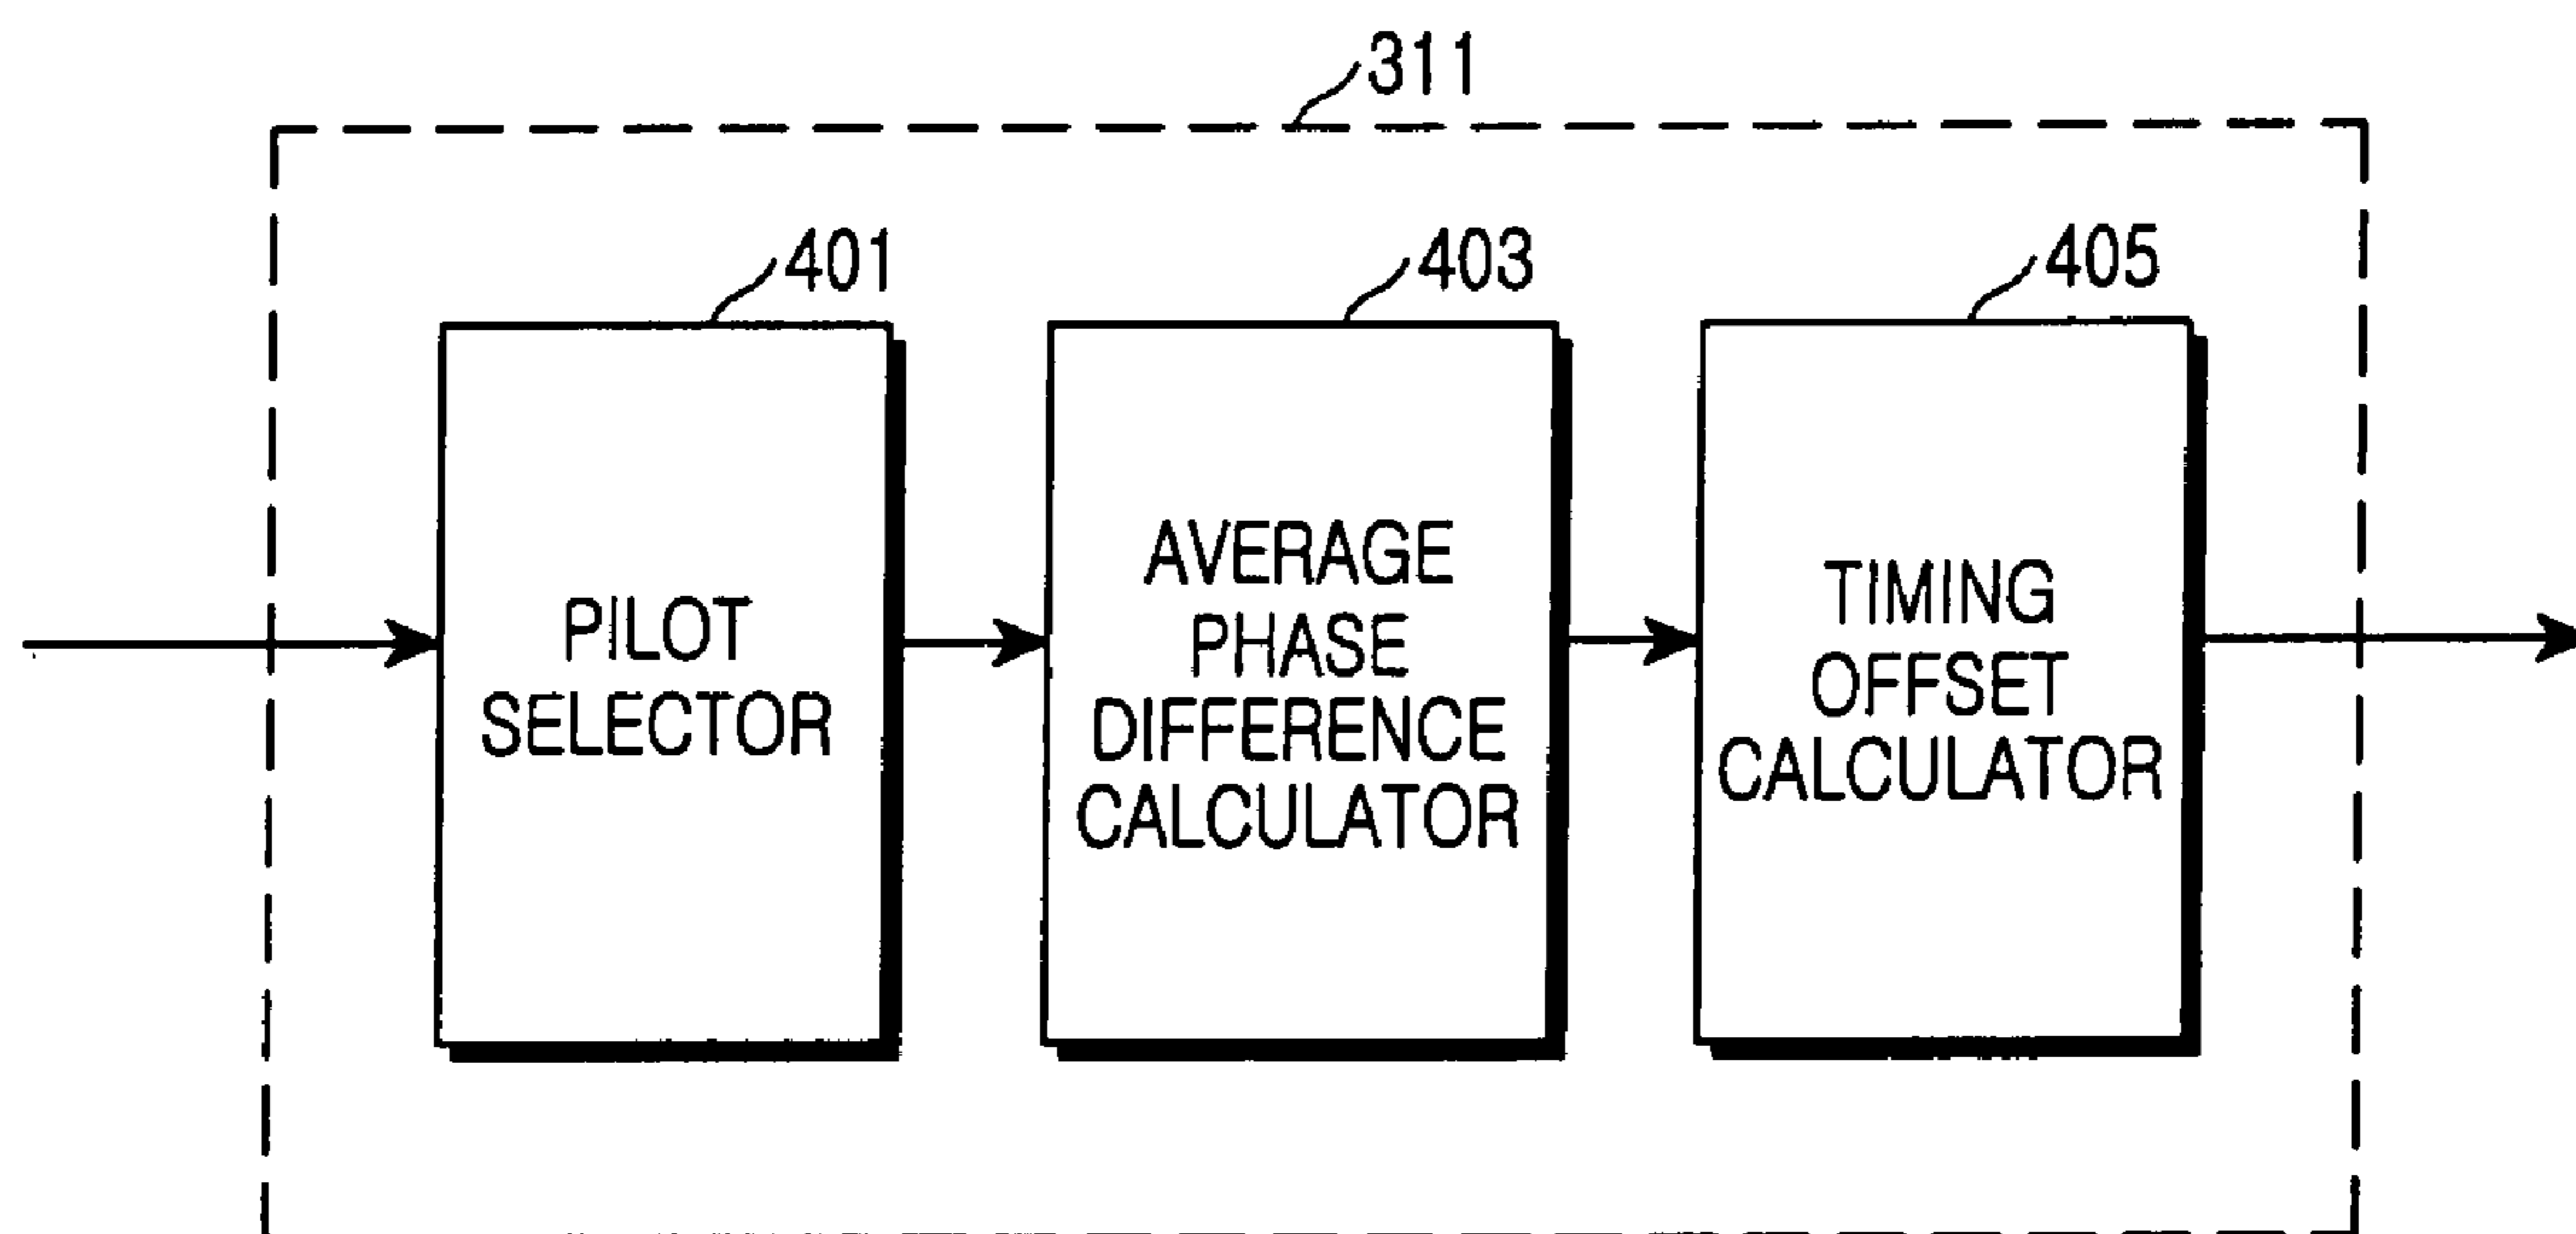 311
401
403
405
PILOT
SELECTOR
AVERAGE
PHASE
DIFFERENCE
CALCULATOR
TIMING
OFFSET
CALCULATOR